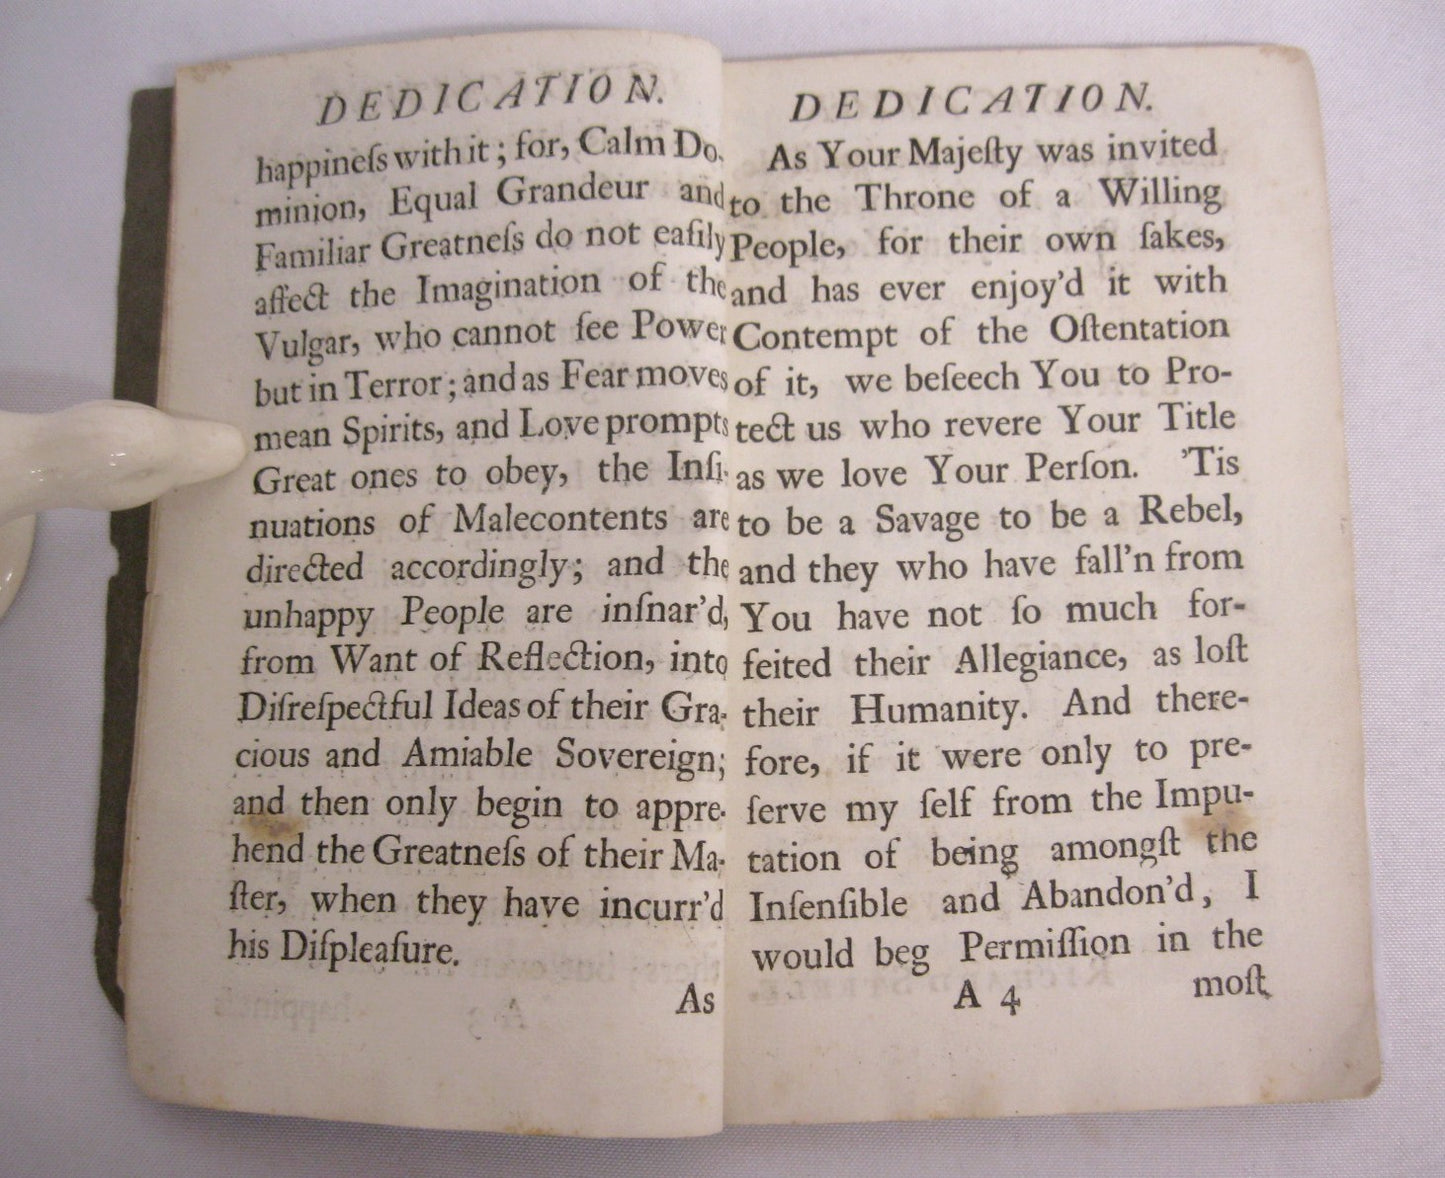 DEDICATION.
happineſs with it; for, Calm Do-
minion, Equal Grandeur and
Familiar Greatneſs do not eaſily
affect the Imagination of the
Vulgar, who cannot ſee Power
but in Terror; and as Fear moves
mean Spirits, and Love prompts
Great ones to obey, the Inſi-
nuations of Malecontents are
directed accordingly; and the
unhappy People are inſnar'd,
from Want of Reflection, into
Diſreſpectful Ideas of their Gra-
cious and Amiable Sovereign;
and then only begin to appre-
hend the Greatneſs of their Ma-
ſter, when they have incurr'd
his Diſpleaſure.
As
DEDICATION.
As Your Majeſty was invited
to the Throne of a Willing
People, for their own ſakes,
and has ever enjoy'd it with
Contempt of the Oſtentation
of it, we beſeech You to Pro-
tect us who revere Your Title
as we love Your Perſon. 'Tis
to be a Savage to be a Rebel,
and they who have fall'n from
You have not ſo much for-
feited their Allegiance, as loſt
their Humanity. And there-
fore, if it were only to pre-
ſerve my ſelf from the Impu-
tation of being amongſt the
Inſenſible and Abandon'd, I
would beg Permiſſion in the
A 4 moſt